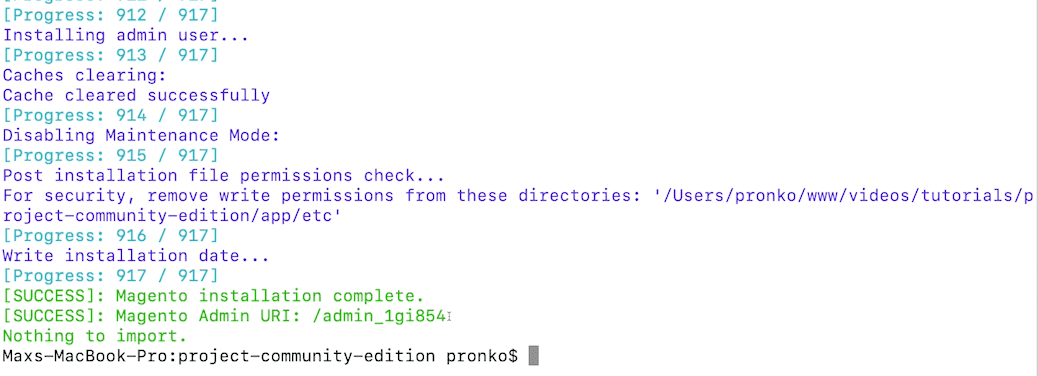 [Progress: 912 / 917]
Installing admin user...
[Progress: 913 / 917]
Caches clearing:
Cache cleared successfully
[Progress: 914 / 917]
Disabling Maintenance Mode:
[Progress: 915 / 917]
Post installation file permissions check...
For security, remove write permissions from these directories: '/Users/pronko/www/videos/tutorials/p
roject-community-edition/app/etc'
[Progress: 916 / 917]
Write installation date...
[Progress: 917 / 917]
[SUCCESS]: Magento installation complete.
[SUCCESS]: Magento Admin URI: /admin_1gi854
Nothing to import.
Maxs-MacBook-Pro:project-community-edition pronko$